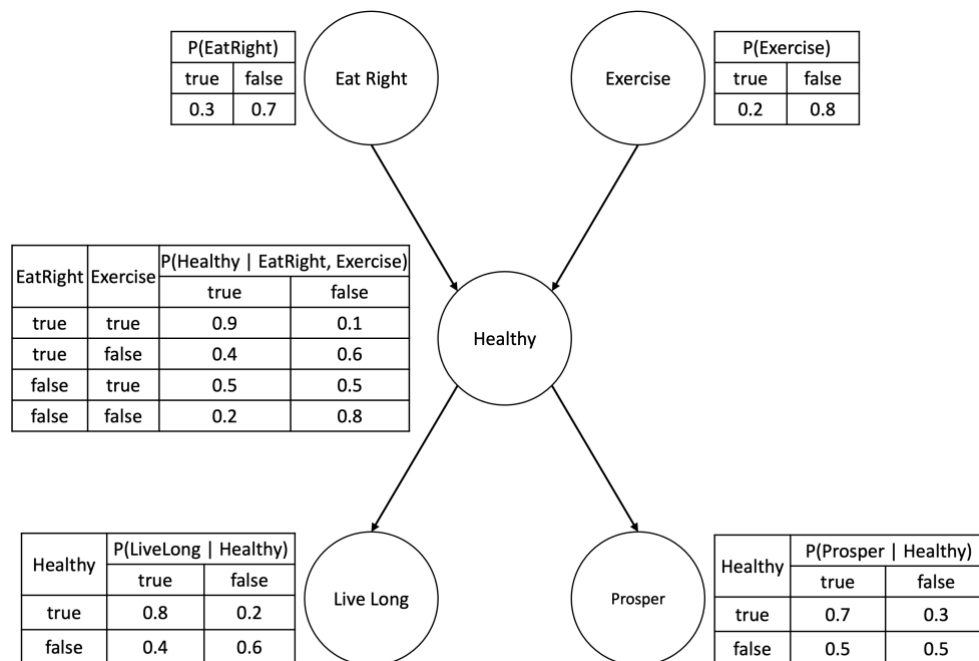 P(EatRight)
true false
0.3 0.7
Eat Right
Exercise
P(Exercise)
true false
0.2 0.8
EatRight Exercise P(Healthy | EatRight, Exercise)
true false
true true 0.9 0.1
true false 0.4 0.6
false true 0.5 0.5
false false 0.2 0.8
Healthy
Healthy P(LiveLong | Healthy)
true false
true 0.8 0.2
false 0.4 0.6
Live Long
Prosper
Healthy P(Prosper | Healthy)
true false
true 0.7 0.3
false 0.5 0.5